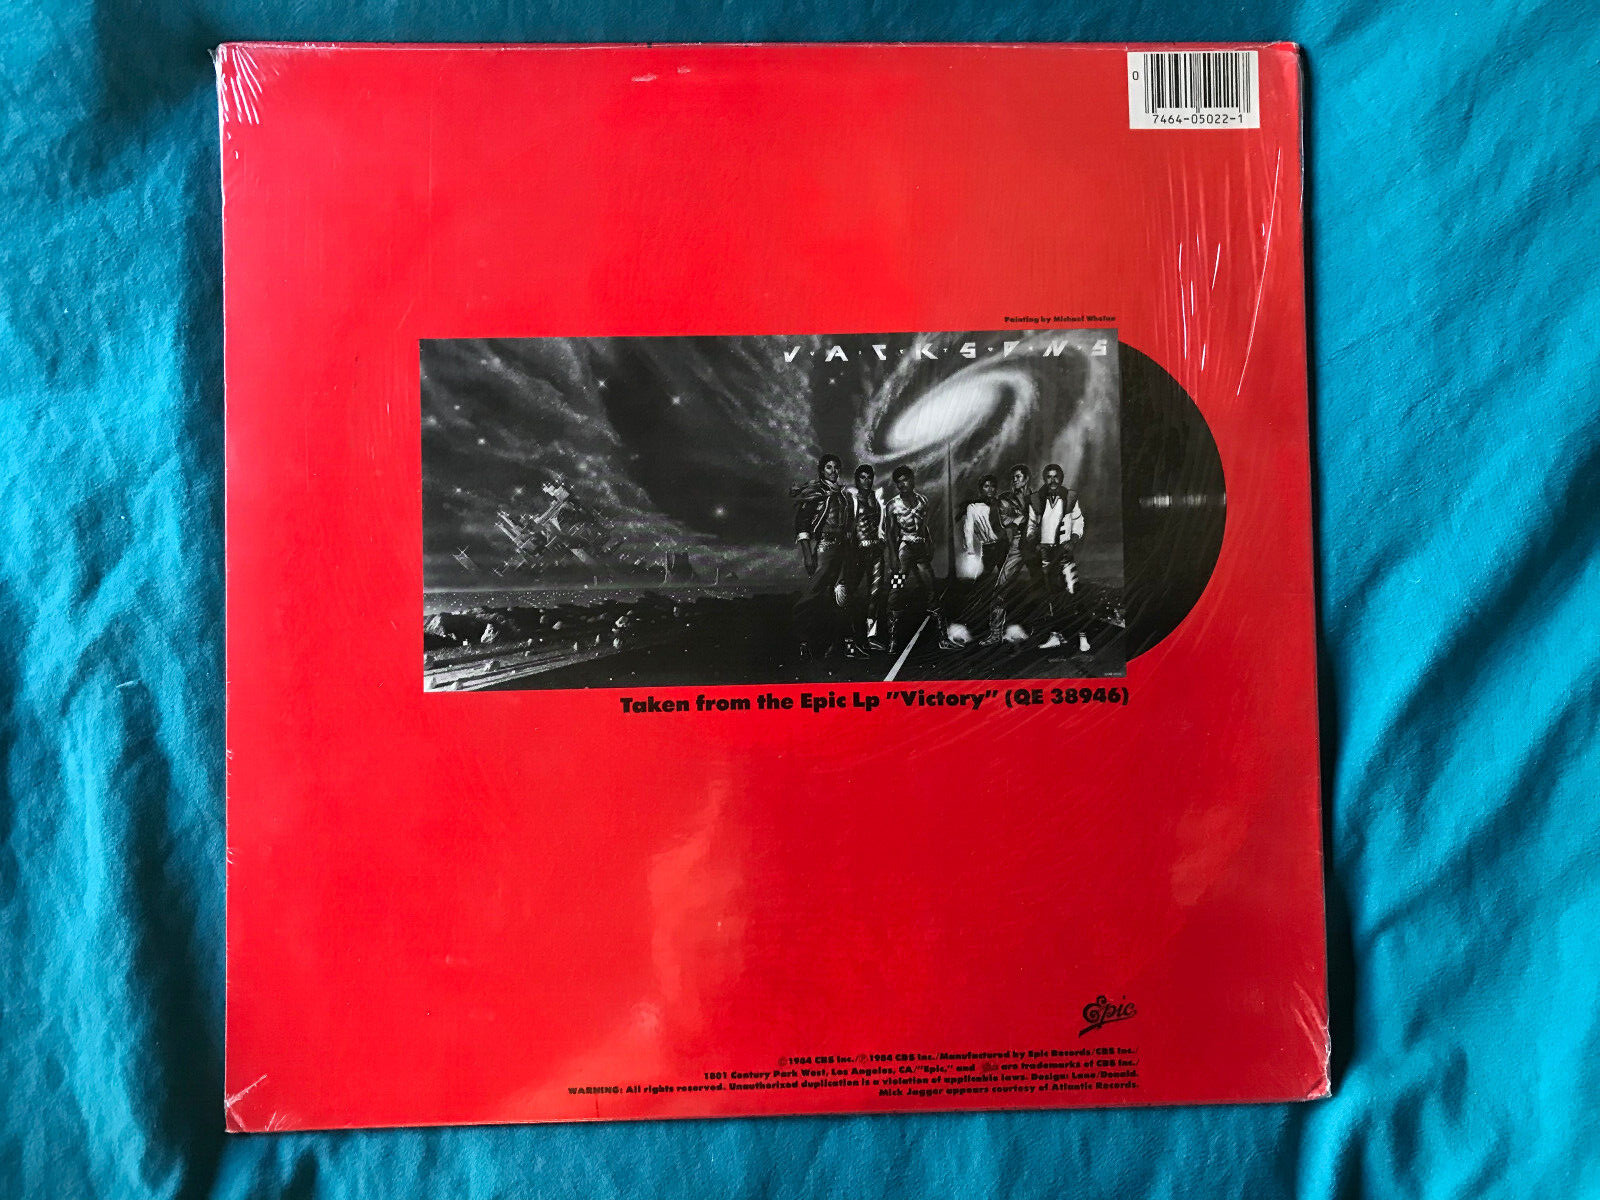 0
7464-05022-1
Painting by Michael Whelan
JACKSONS
V·I·C·T·O·R·Y
Taken from the Epic Lp "Victory" (QE 38946)
Epic
©1984 CBS Inc./℗ 1984 CBS Inc./Manufactured by Epic Records/CBS Inc./
1801 Century Park West, Los Angeles, CA/"Epic," and are trademarks of CBS Inc./
WARNING: All rights reserved. Unauthorized duplication is a violation of applicable laws. Design: Lane/Donald.
Mick Jagger appears courtesy of Atlantic Records.